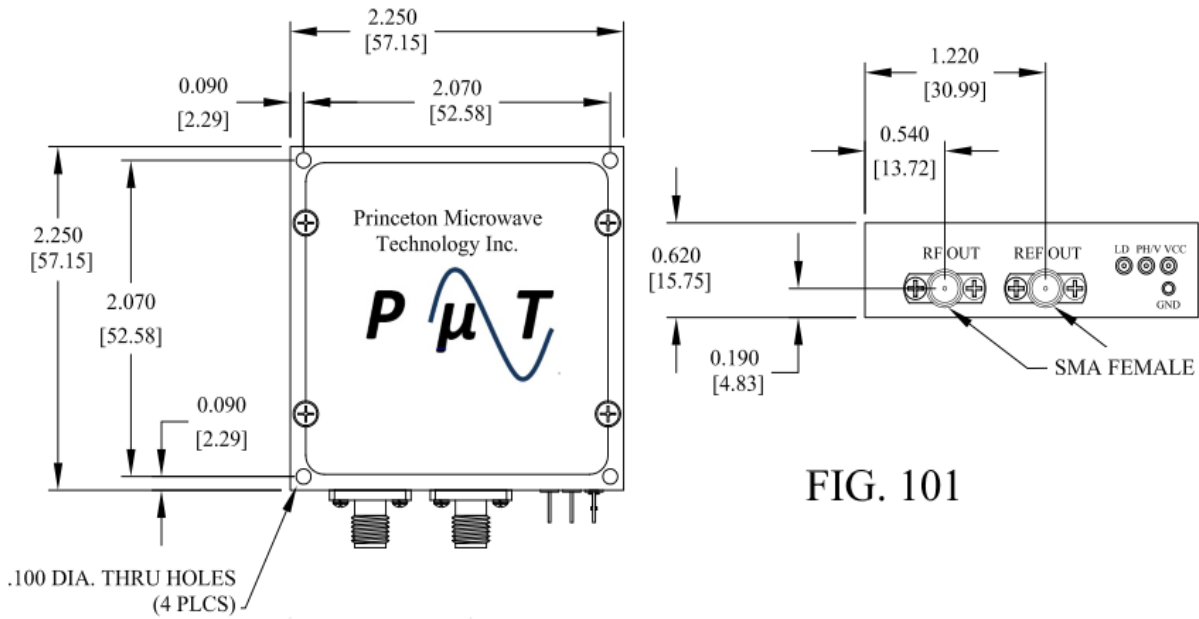 2.250
[57.15]
0.090
[2.29]
2.070
[52.58]
2.250
[57.15]
2.070
[52.58]
0.090
[2.29]
Princeton Microwave
Technology Inc.
P µ T
.100 DIA. THRU HOLES
(4 PLCS)
1.220
[30.99]
0.540
[13.72]
0.620
[15.75]
0.190
[4.83]
RF OUT
REF OUT
LD PH/V VCC
GND
SMA FEMALE
FIG. 101